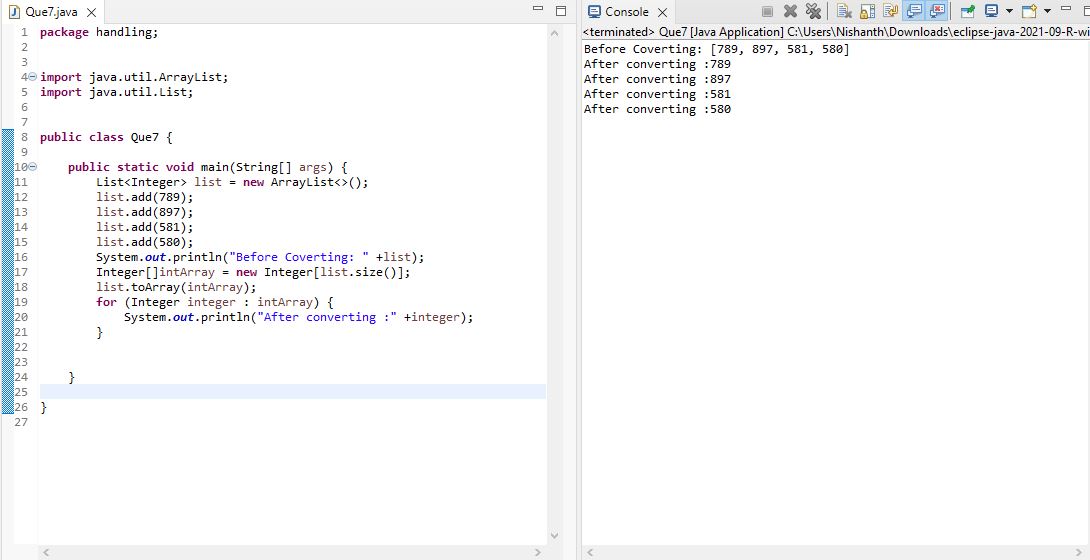 Que7.java
1 package handling;
2
3
4 import java.util.ArrayList;
5 import java.util.List;
6
7
8 public class Que7 {
9
10 public static void main(String[] args) {
11 List<Integer> list = new ArrayList<>();
12 list.add(789);
13 list.add(897);
14 list.add(581);
15 list.add(580);
16 System.out.println("Before Coverting: " +list);
17 Integer[]intArray = new Integer[list.size()];
18 list.toArray(intArray);
19 for (Integer integer : intArray) {
20 System.out.println("After converting :" +integer);
21 }
22
23
24 }
25
26 }
27
Console
<terminated> Que7 [Java Application] C:\Users\Nishanth\Downloads\eclipse-java-2021-09-R-wi
Before Coverting: [789, 897, 581, 580]
After converting :789
After converting :897
After converting :581
After converting :580